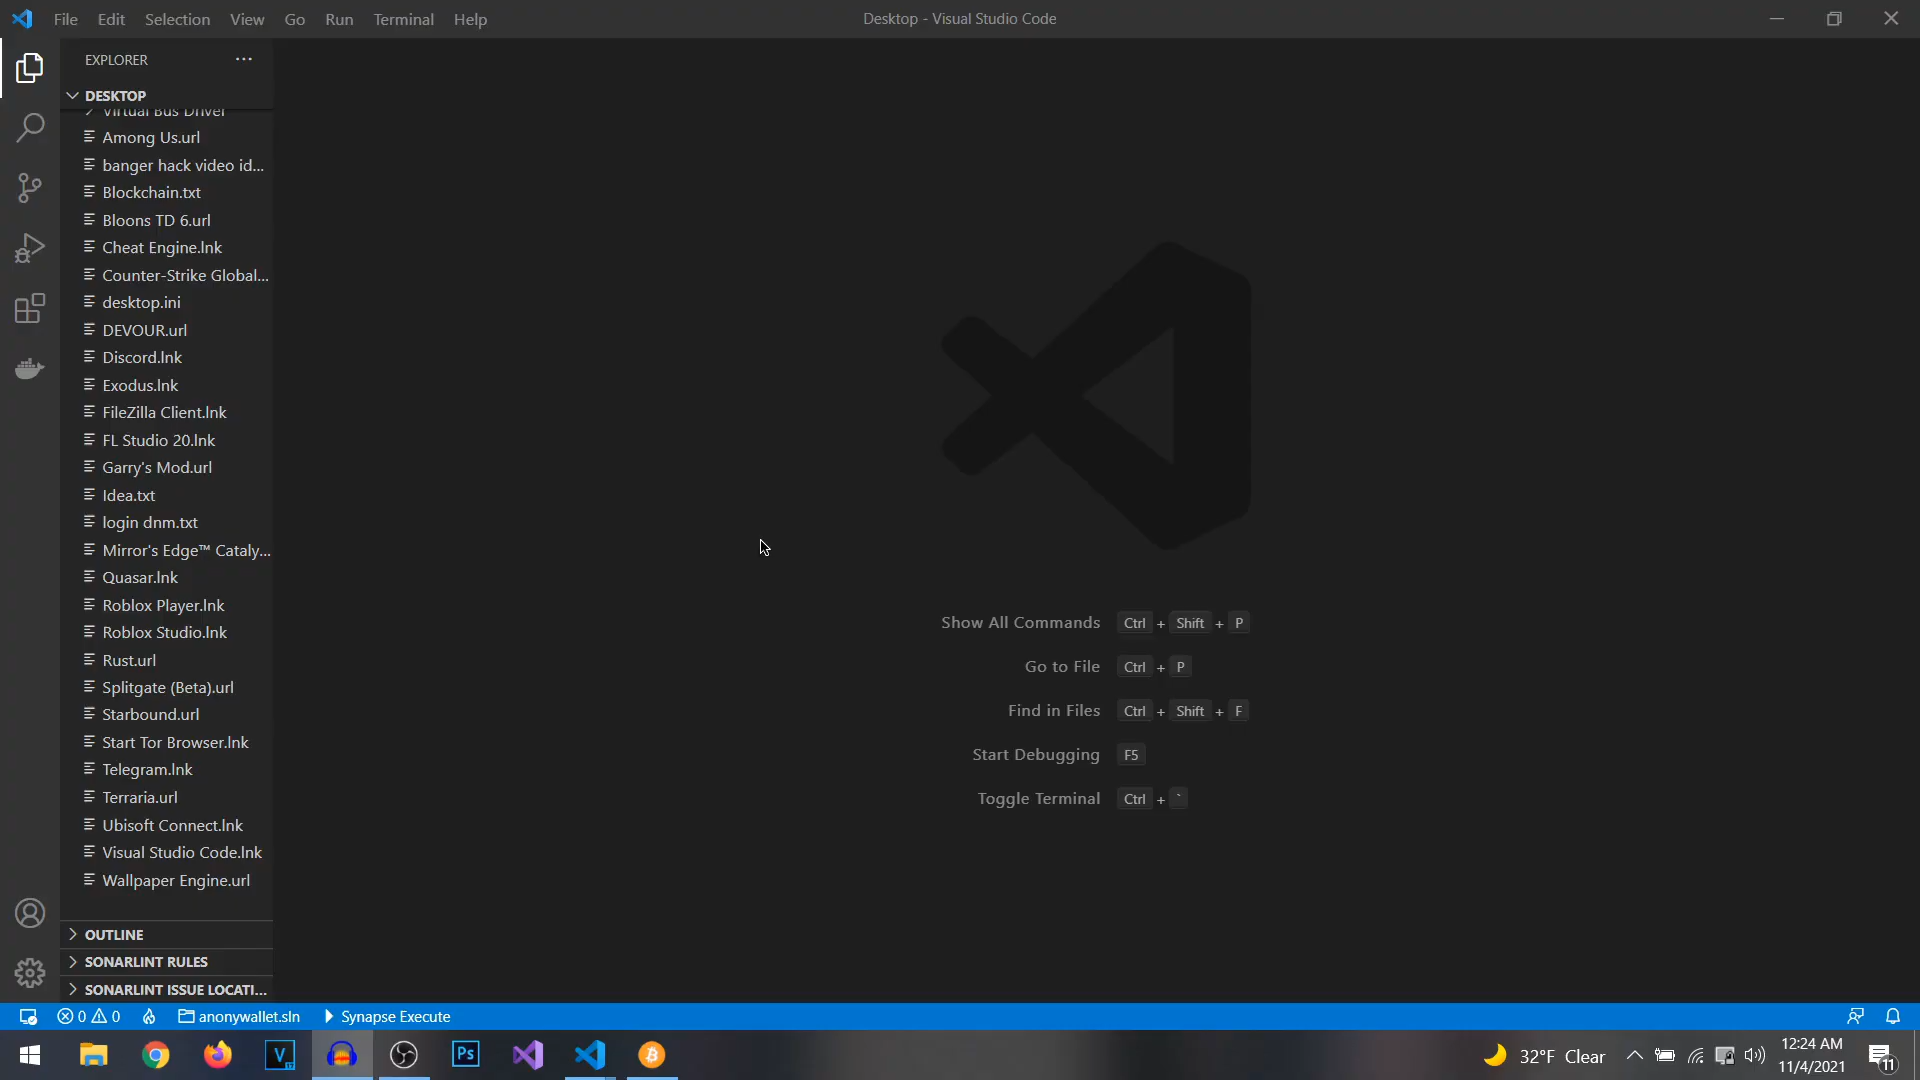 File Edit Selection View Go Run Terminal Help
Desktop - Visual Studio Code
EXPLORER
DESKTOP
Virtual Bus Driver
Among Us.url
banger hack video id...
Blockchain.txt
Bloons TD 6.url
Cheat Engine.lnk
Counter-Strike Global...
desktop.ini
DEVOUR.url
Discord.lnk
Exodus.lnk
FileZilla Client.lnk
FL Studio 20.lnk
Garry's Mod.url
Idea.txt
login dnm.txt
Mirror's Edge™ Cataly...
Quasar.lnk
Roblox Player.lnk
Roblox Studio.lnk
Rust.url
Splitgate (Beta).url
Starbound.url
Start Tor Browser.lnk
Telegram.lnk
Terraria.url
Ubisoft Connect.lnk
Visual Studio Code.lnk
Wallpaper Engine.url
OUTLINE
SONARLINT RULES
SONARLINT ISSUE LOCATI...
Show All Commands Ctrl + Shift + P
Go to File Ctrl + P
Find in Files Ctrl + Shift + F
Start Debugging F5
Toggle Terminal Ctrl + `
0 0 anonywallet.sln Synapse Execute
V Ps
32°F Clear
12:24 AM
11/4/2021
11